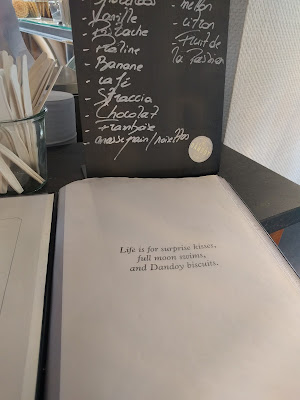 - Vanille
- Pistache
- Praline
- Banane
- Café
- Straccia
- Chocolat
- Framboise
- melon
- Citron
- Fruit de
la Passion
Life is for surprise kisses,
full moon swims,
and Dandoy biscuits.